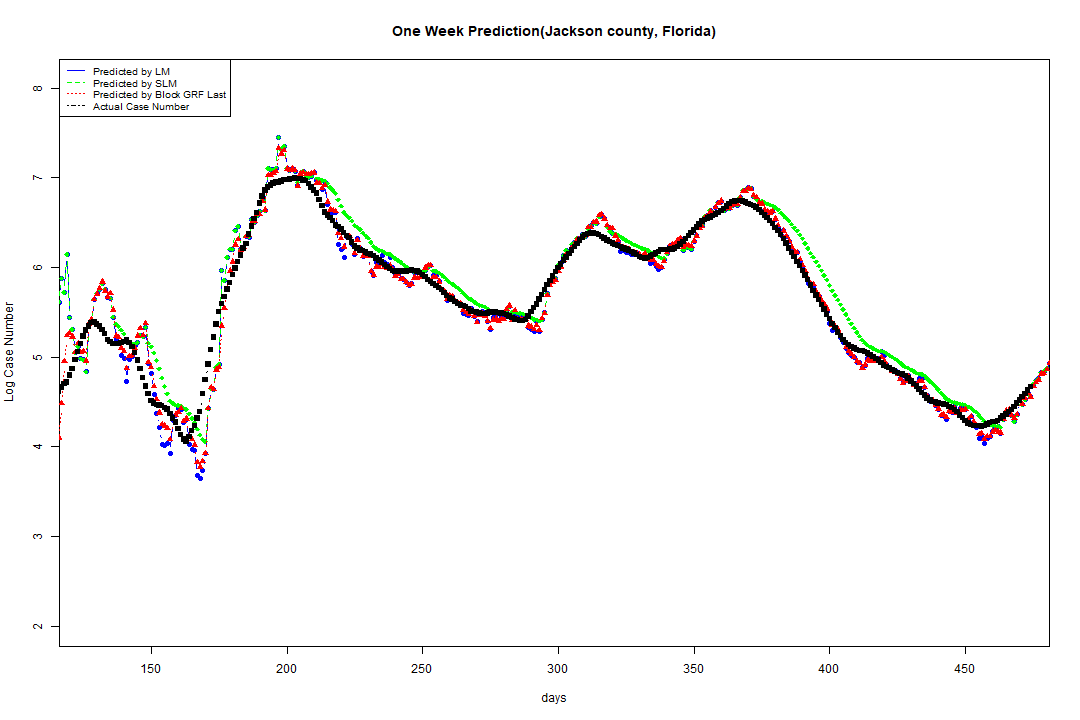 One Week Prediction(Jackson county, Florida)
Predicted by LM
Predicted by SLM
Predicted by Block GRF Last
Actual Case Number
Log Case Number
8
7
6
5
4
3
2
150 200 250 300 350 400 450
days